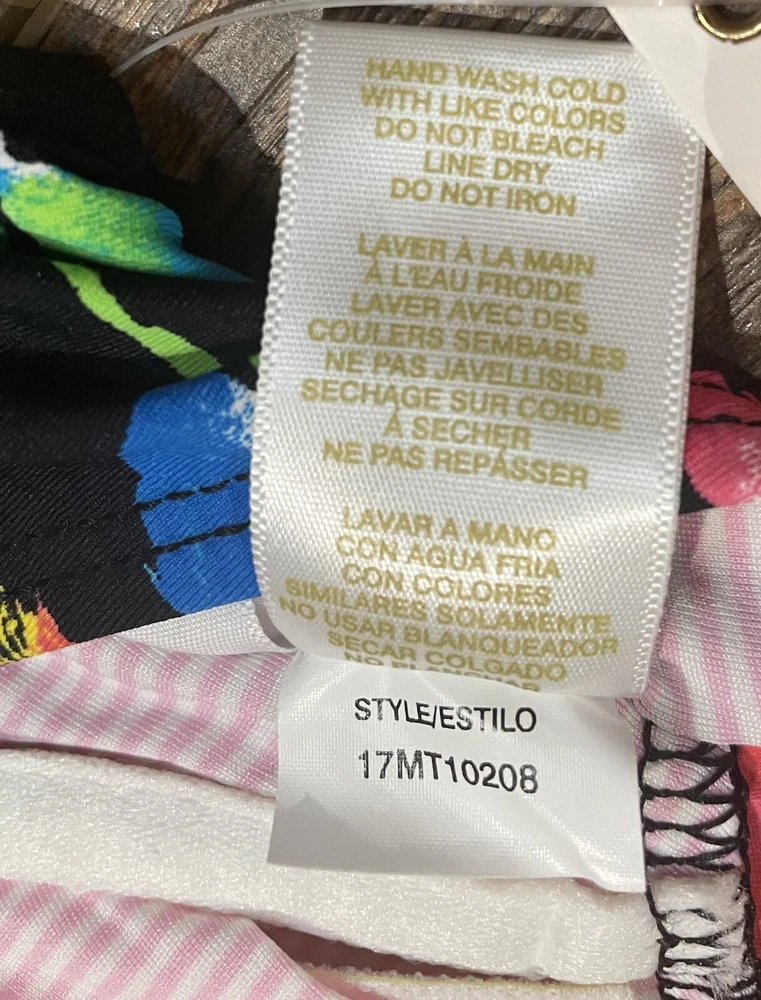 HAND WASH COLD
WITH LIKE COLORS
DO NOT BLEACH
LINE DRY
DO NOT IRON
LAVER À LA MAIN
À L'EAU FROIDE
LAVER AVEC DES
COULERS SEMBABLES
NE PAS JAVELLISER
SECHAGE SUR CORDE
À SECHER
NE PAS REPASSER
LAVAR A MANO
CON AGUA FRIA
CON COLORES
SIMILARES SOLAMENTE
NO USAR BLANQUEADOR
SECAR COLGADO
NO PLANCHAR
STYLE/ESTILO
17MT10208